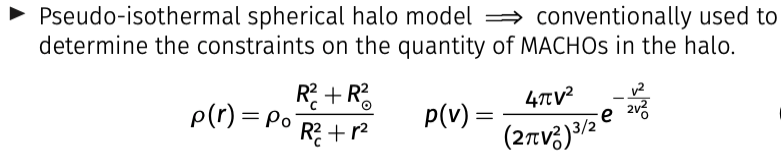 ▶ Pseudo-isothermal spherical halo model ⟹ conventionally used to
determine the constraints on the quantity of MACHOs in the halo.
ρ(r) = ρ₀ (R_c² + R_⊙²) / (R_c² + r²)    p(v) = 4πv² / (2πv₀²)^{3/2} e^{−v²/(2v₀²)}